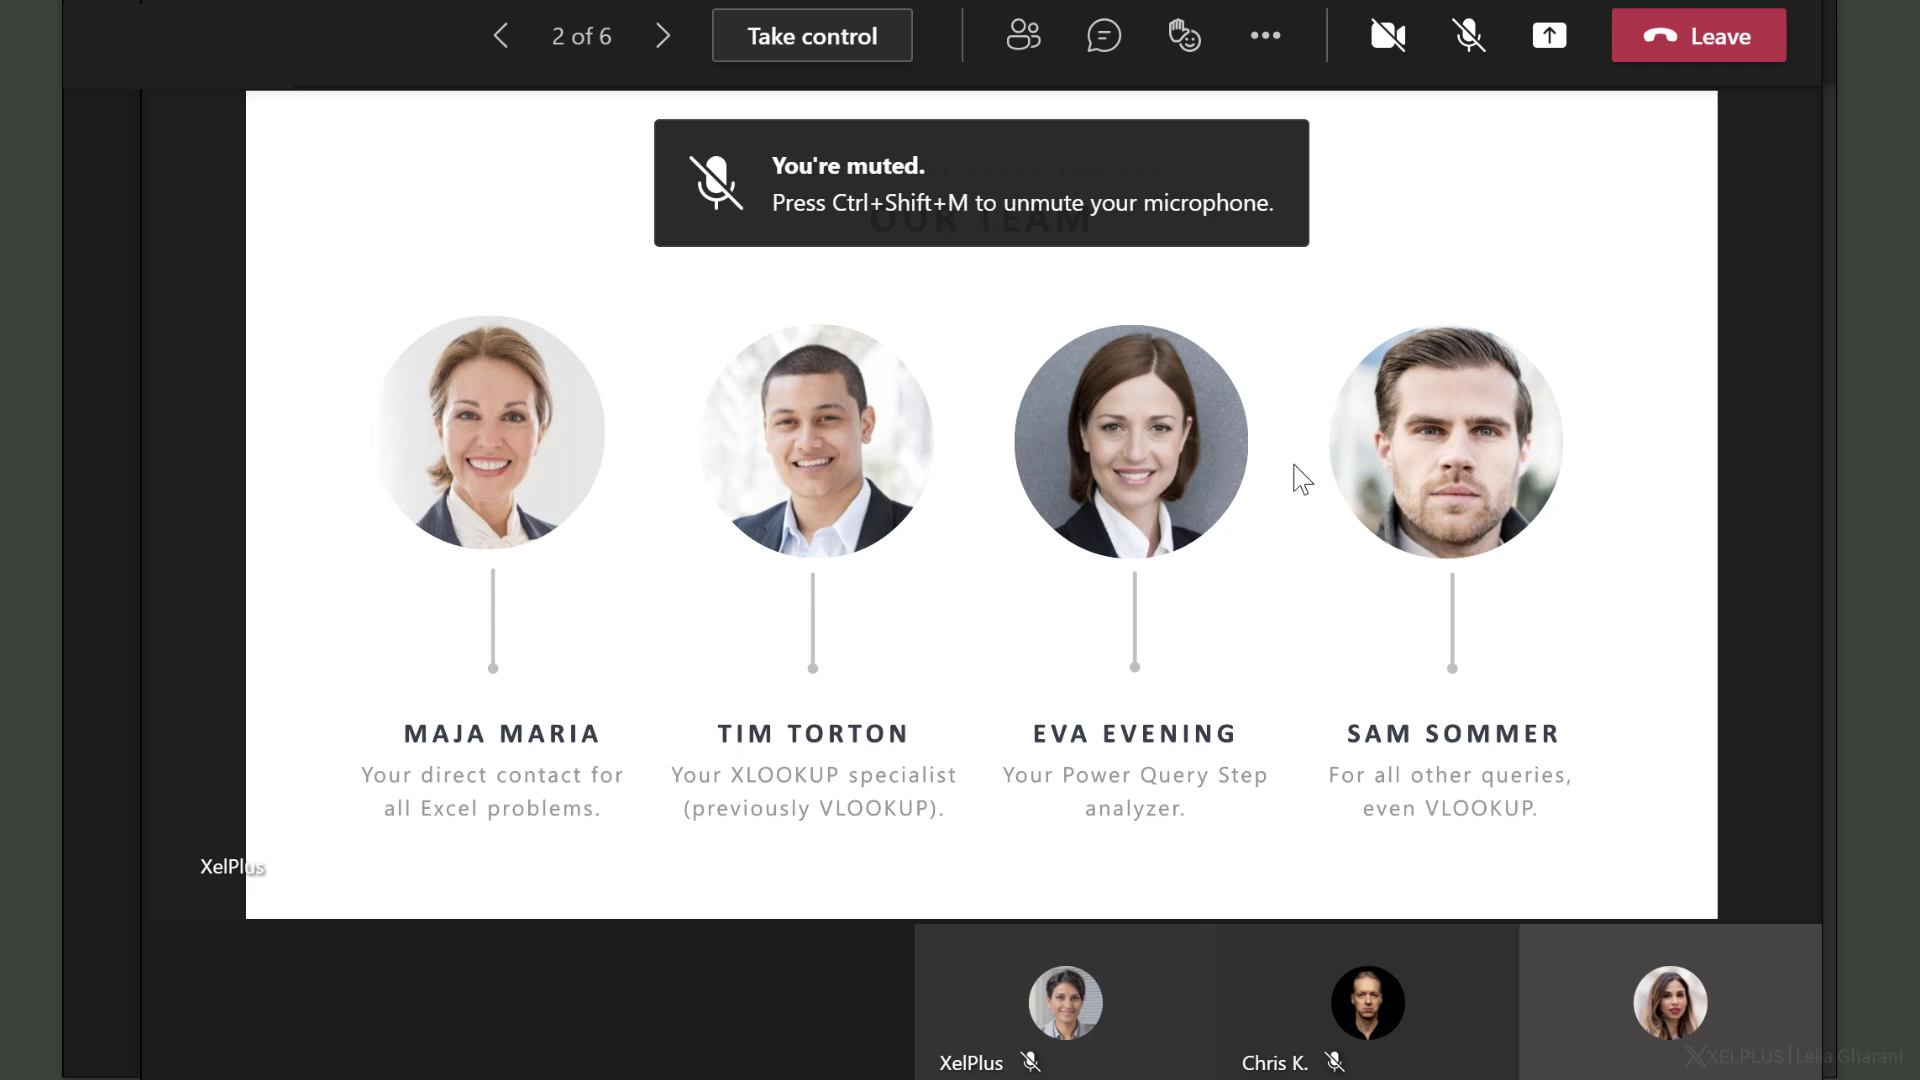 2 of 6
Take control
Leave
You're muted.
Press Ctrl+Shift+M to unmute your microphone.
OUR TEAM
MAJA MARIA
Your direct contact for
all Excel problems.
TIM TORTON
Your XLOOKUP specialist
(previously VLOOKUP).
EVA EVENING
Your Power Query Step
analyzer.
SAM SOMMER
For all other queries,
even VLOOKUP.
XelPlus
XelPlus
Chris K.
XELPLUS | Leila Gharani